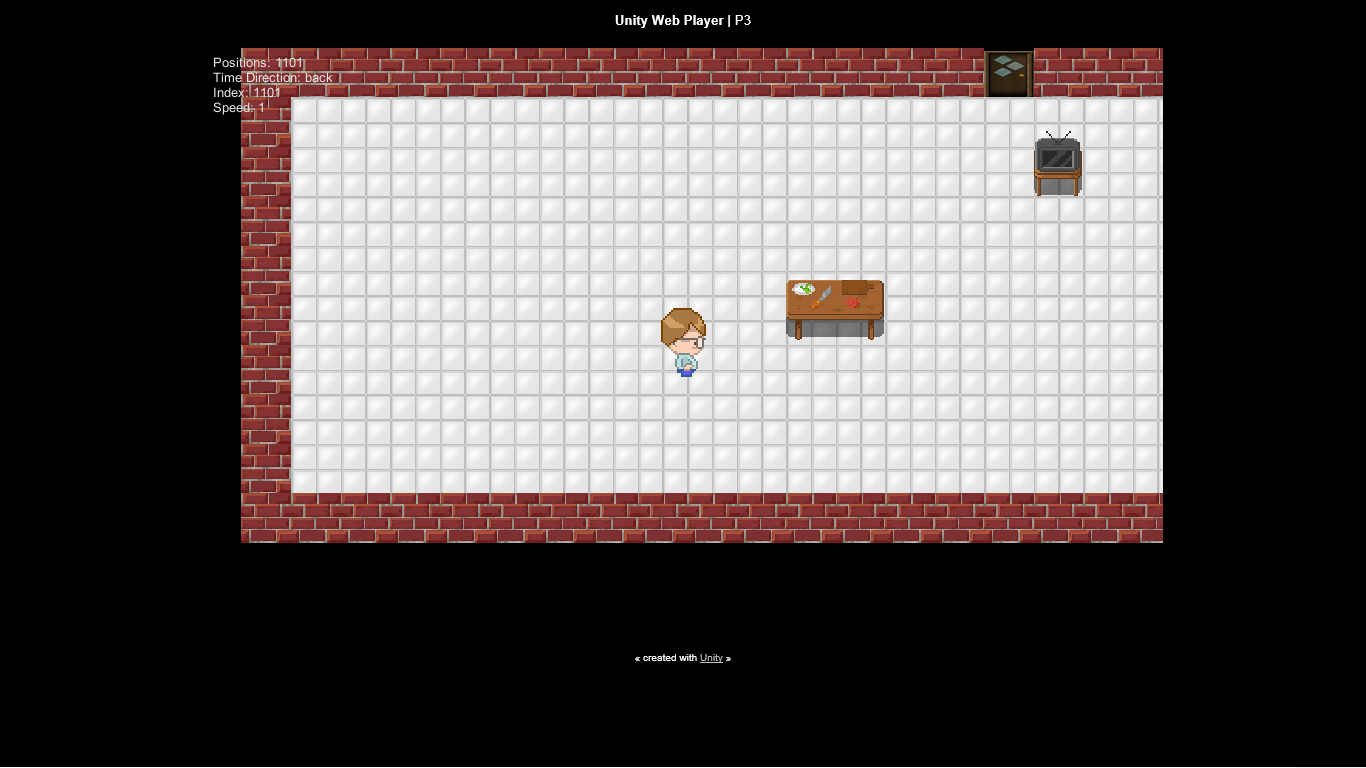 Unity Web Player | P3
Positions: 1101
Time Direction: back
Index: 1101
Speed: 1
« created with Unity »